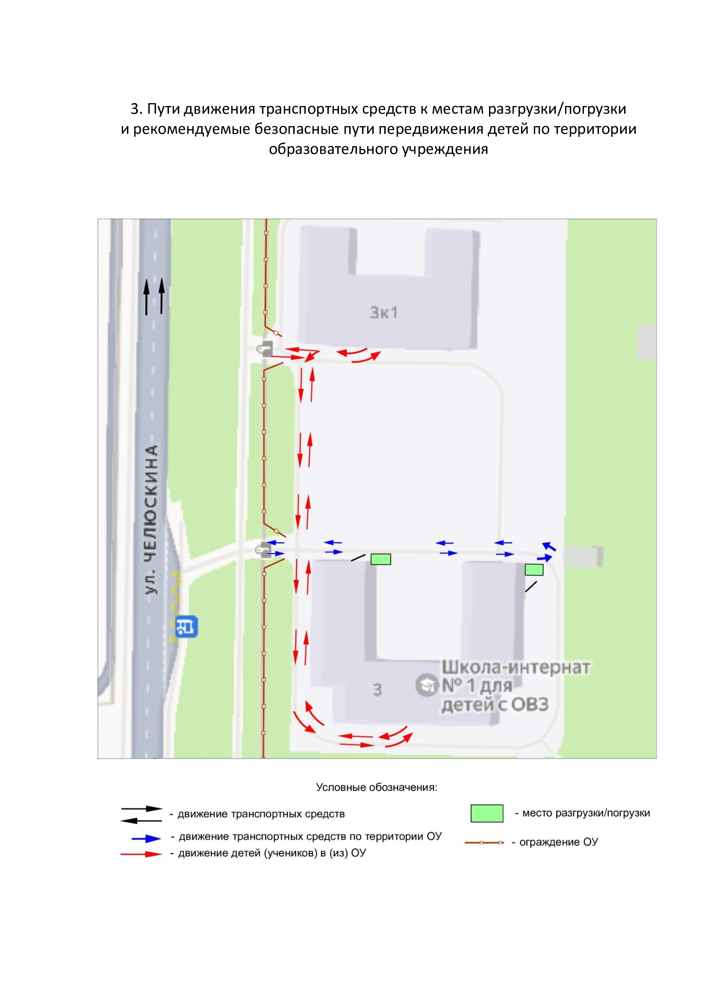 3. Пути движения транспортных средств к местам разгрузки/погрузки
и рекомендуемые безопасные пути передвижения детей по территории
образовательного учреждения
3к1
ул. ЧЕЛЮСКИНА
Школа-интернат
№ 1 для
детей с ОВЗ
3
Условные обозначения:
- движение транспортных средств
- место разгрузки/погрузки
- движение транспортных средств по территории ОУ
- ограждение ОУ
- движение детей (учеников) в (из) ОУ